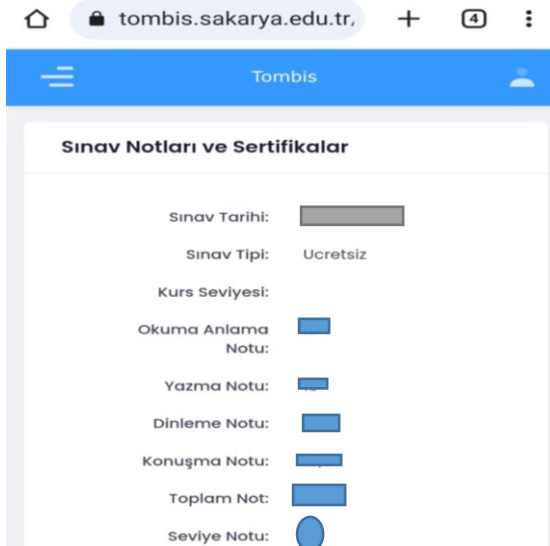 tombis.sakarya.edu.tr,
4
Tombis
Sınav Notları ve Sertifikalar
Sınav Tarihi:
Sınav Tipi: Ucretsiz
Kurs Seviyesi:
Okuma Anlama
Notu:
Yazma Notu:
Dinleme Notu:
Konuşma Notu:
Toplam Not:
Seviye Notu: